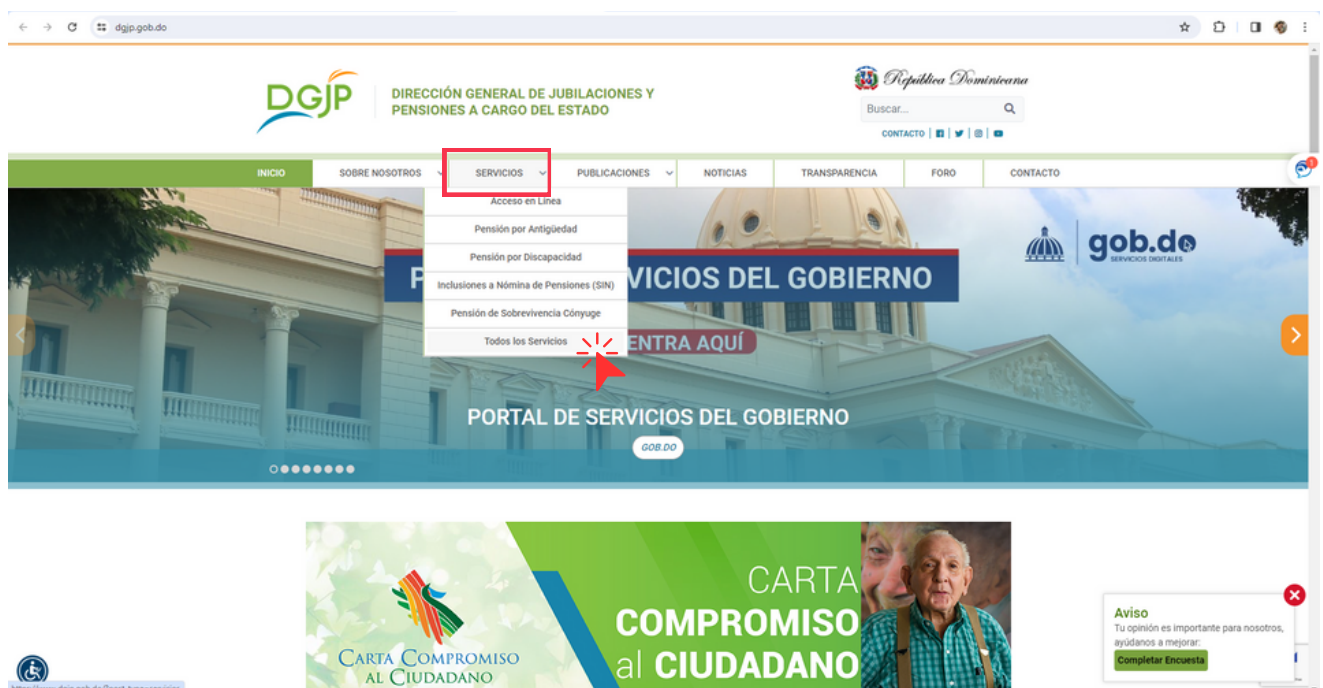 dgjp.gob.do
DGJP
DIRECCIÓN GENERAL DE JUBILACIONES Y
PENSIONES A CARGO DEL ESTADO
República Dominicana
Buscar...
CONTACTO
INICIO
SOBRE NOSOTROS
SERVICIOS
PUBLICACIONES
NOTICIAS
TRANSPARENCIA
FORO
CONTACTO
1
Acceso en Línea
Pensión por Antigüedad
Pensión por Discapacidad
Inclusiones a Nómina de Pensiones (SIN)
Pensión de Sobrevivencia Cónyuge
Todos los Servicios
P
VICIOS DEL GOBIERNO
ENTRA AQUÍ
gob.do
SERVICIOS DIGITALES
PORTAL DE SERVICIOS DEL GOBIERNO
GOB.DO
CARTA COMPROMISO
AL CIUDADANO
CARTA
COMPROMISO
al CIUDADANO
Aviso
Tu opinión es importante para nosotros,
ayúdanos a mejorar:
Completar Encuesta